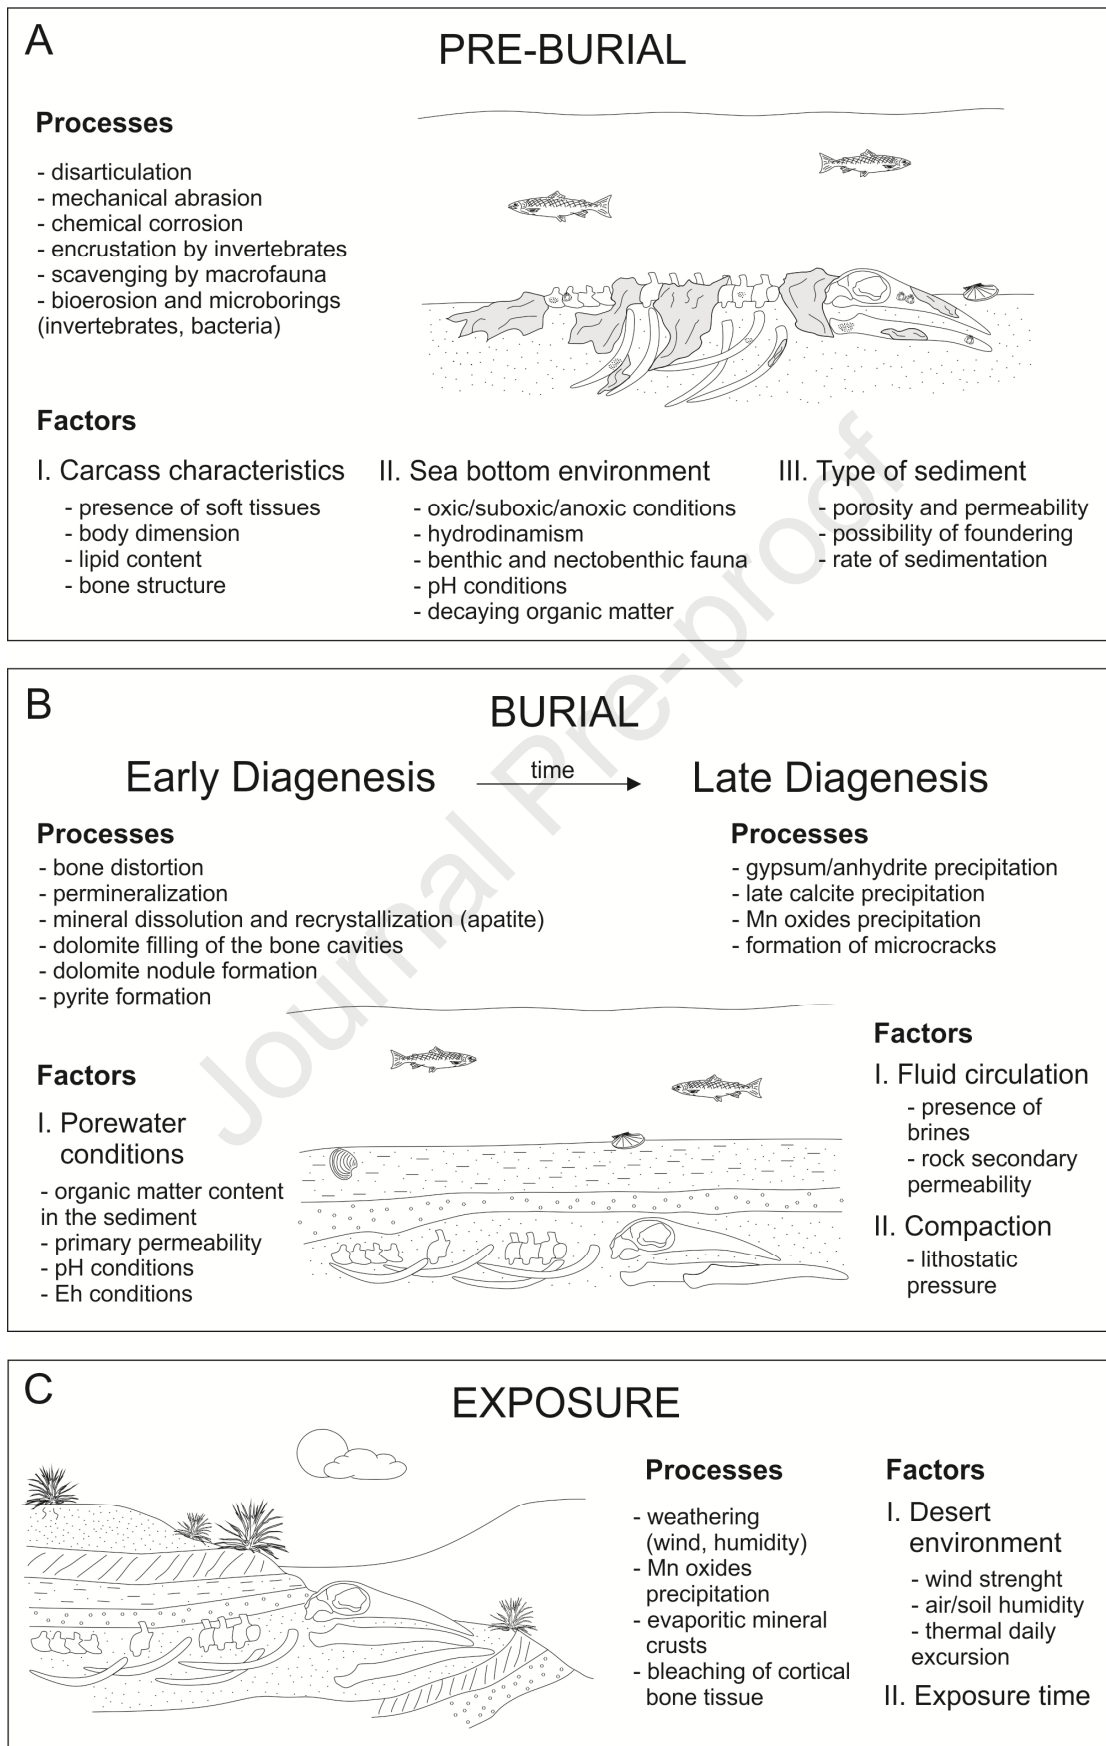 A
PRE-BURIAL
Processes
- disarticulation
- mechanical abrasion
- chemical corrosion
- encrustation by invertebrates
- scavenging by macrofauna
- bioerosion and microborings
(invertebrates, bacteria)
Factors
I. Carcass characteristics
- presence of soft tissues
- body dimension
- lipid content
- bone structure
II. Sea bottom environment
- oxic/suboxic/anoxic conditions
- hydrodinamism
- benthic and nectobenthic fauna
- pH conditions
- decaying organic matter
III. Type of sediment
- porosity and permeability
- possibility of foundering
- rate of sedimentation
Journal Pre-proof
B
BURIAL
Early Diagenesis
time
Late Diagenesis
Processes
- bone distortion
- permineralization
- mineral dissolution and recrystallization (apatite)
- dolomite filling of the bone cavities
- dolomite nodule formation
- pyrite formation
Processes
- gypsum/anhydrite precipitation
- late calcite precipitation
- Mn oxides precipitation
- formation of microcracks
Factors
I. Porewater
conditions
- organic matter content
in the sediment
- primary permeability
- pH conditions
- Eh conditions
Factors
I. Fluid circulation
- presence of
brines
- rock secondary
permeability
II. Compaction
- lithostatic
pressure
C
EXPOSURE
Processes
- weathering
(wind, humidity)
- Mn oxides
precipitation
- evaporitic mineral
crusts
- bleaching of cortical
bone tissue
Factors
I. Desert
environment
- wind strenght
- air/soil humidity
- thermal daily
excursion
II. Exposure time